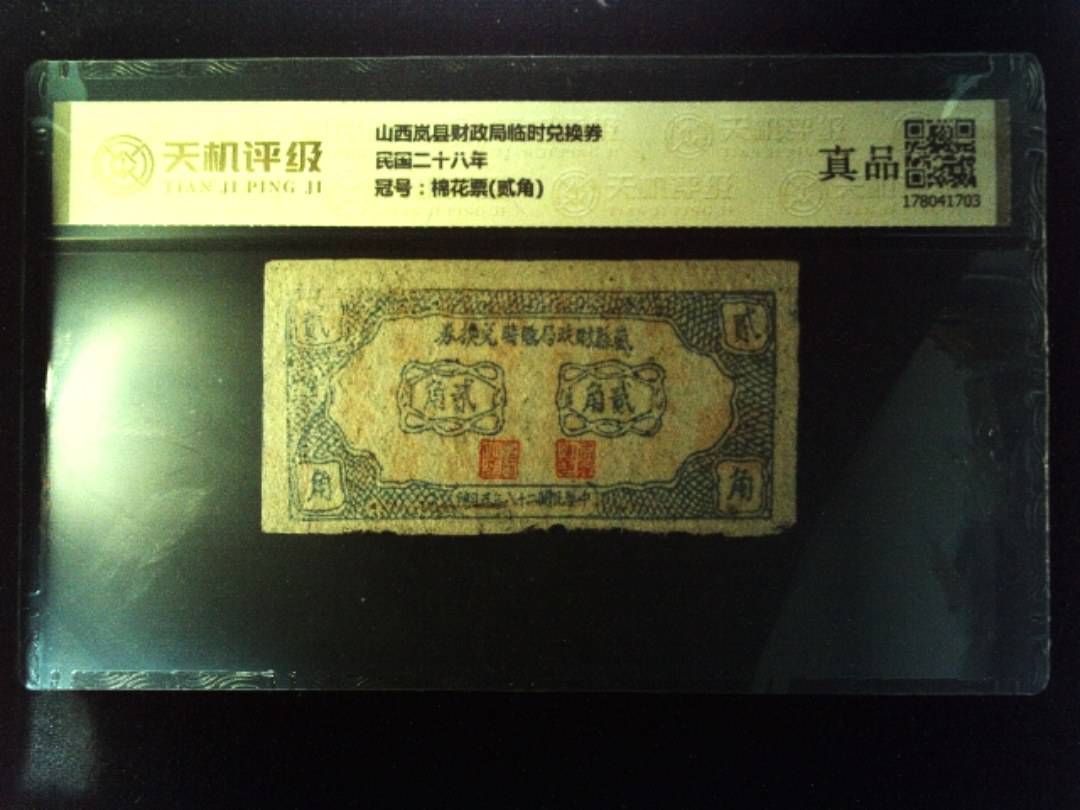 天机评级
TIAN JI PING JI
山西岚县财政局临时兑换券
民国二十八年
冠号：棉花票(贰角)
真品
178041703
券換兌時臨局政財縣嵐
貳
貳
角貳
角貳
角
角